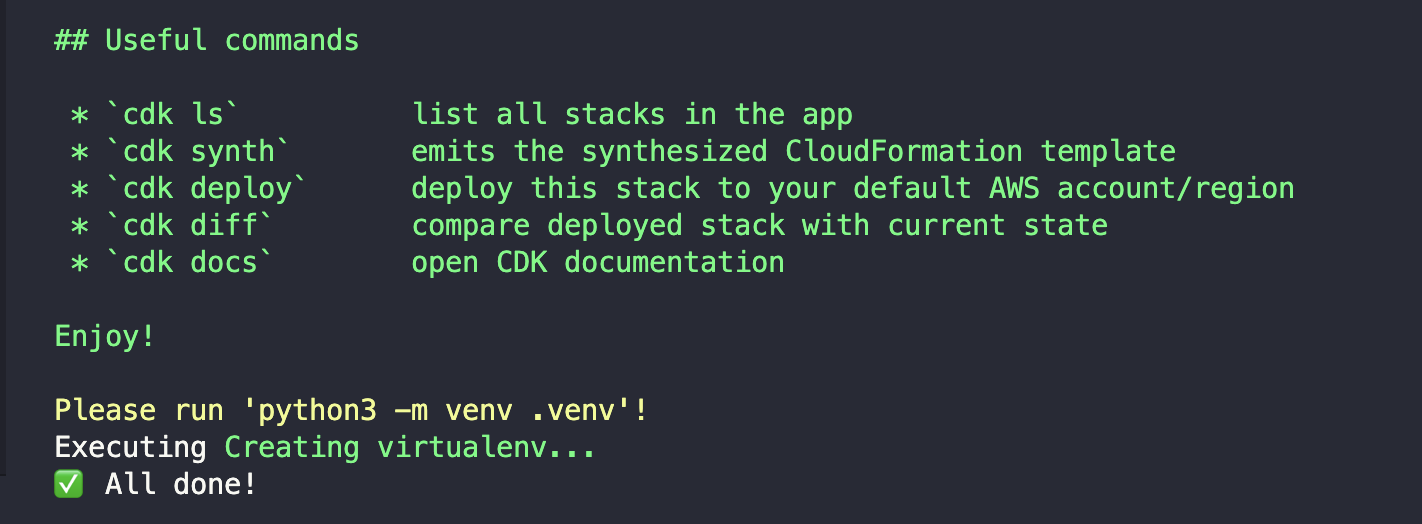 ## Useful commands
* `cdk ls`          list all stacks in the app
* `cdk synth`       emits the synthesized CloudFormation template
* `cdk deploy`      deploy this stack to your default AWS account/region
* `cdk diff`        compare deployed stack with current state
* `cdk docs`        open CDK documentation
Enjoy!
Please run 'python3 -m venv .venv'!
Executing Creating virtualenv...
✅ All done!